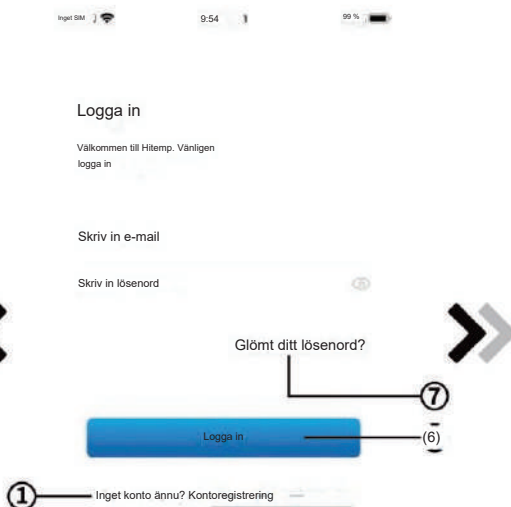 Inget SIM 9:54 99 %
Logga in
Välkommen till Hitemp. Vänligen
logga in
Skriv in e-mail
Skriv in lösenord
Glömt ditt lösenord?
7
Logga in (6)
1 Inget konto ännu? Kontoregistrering